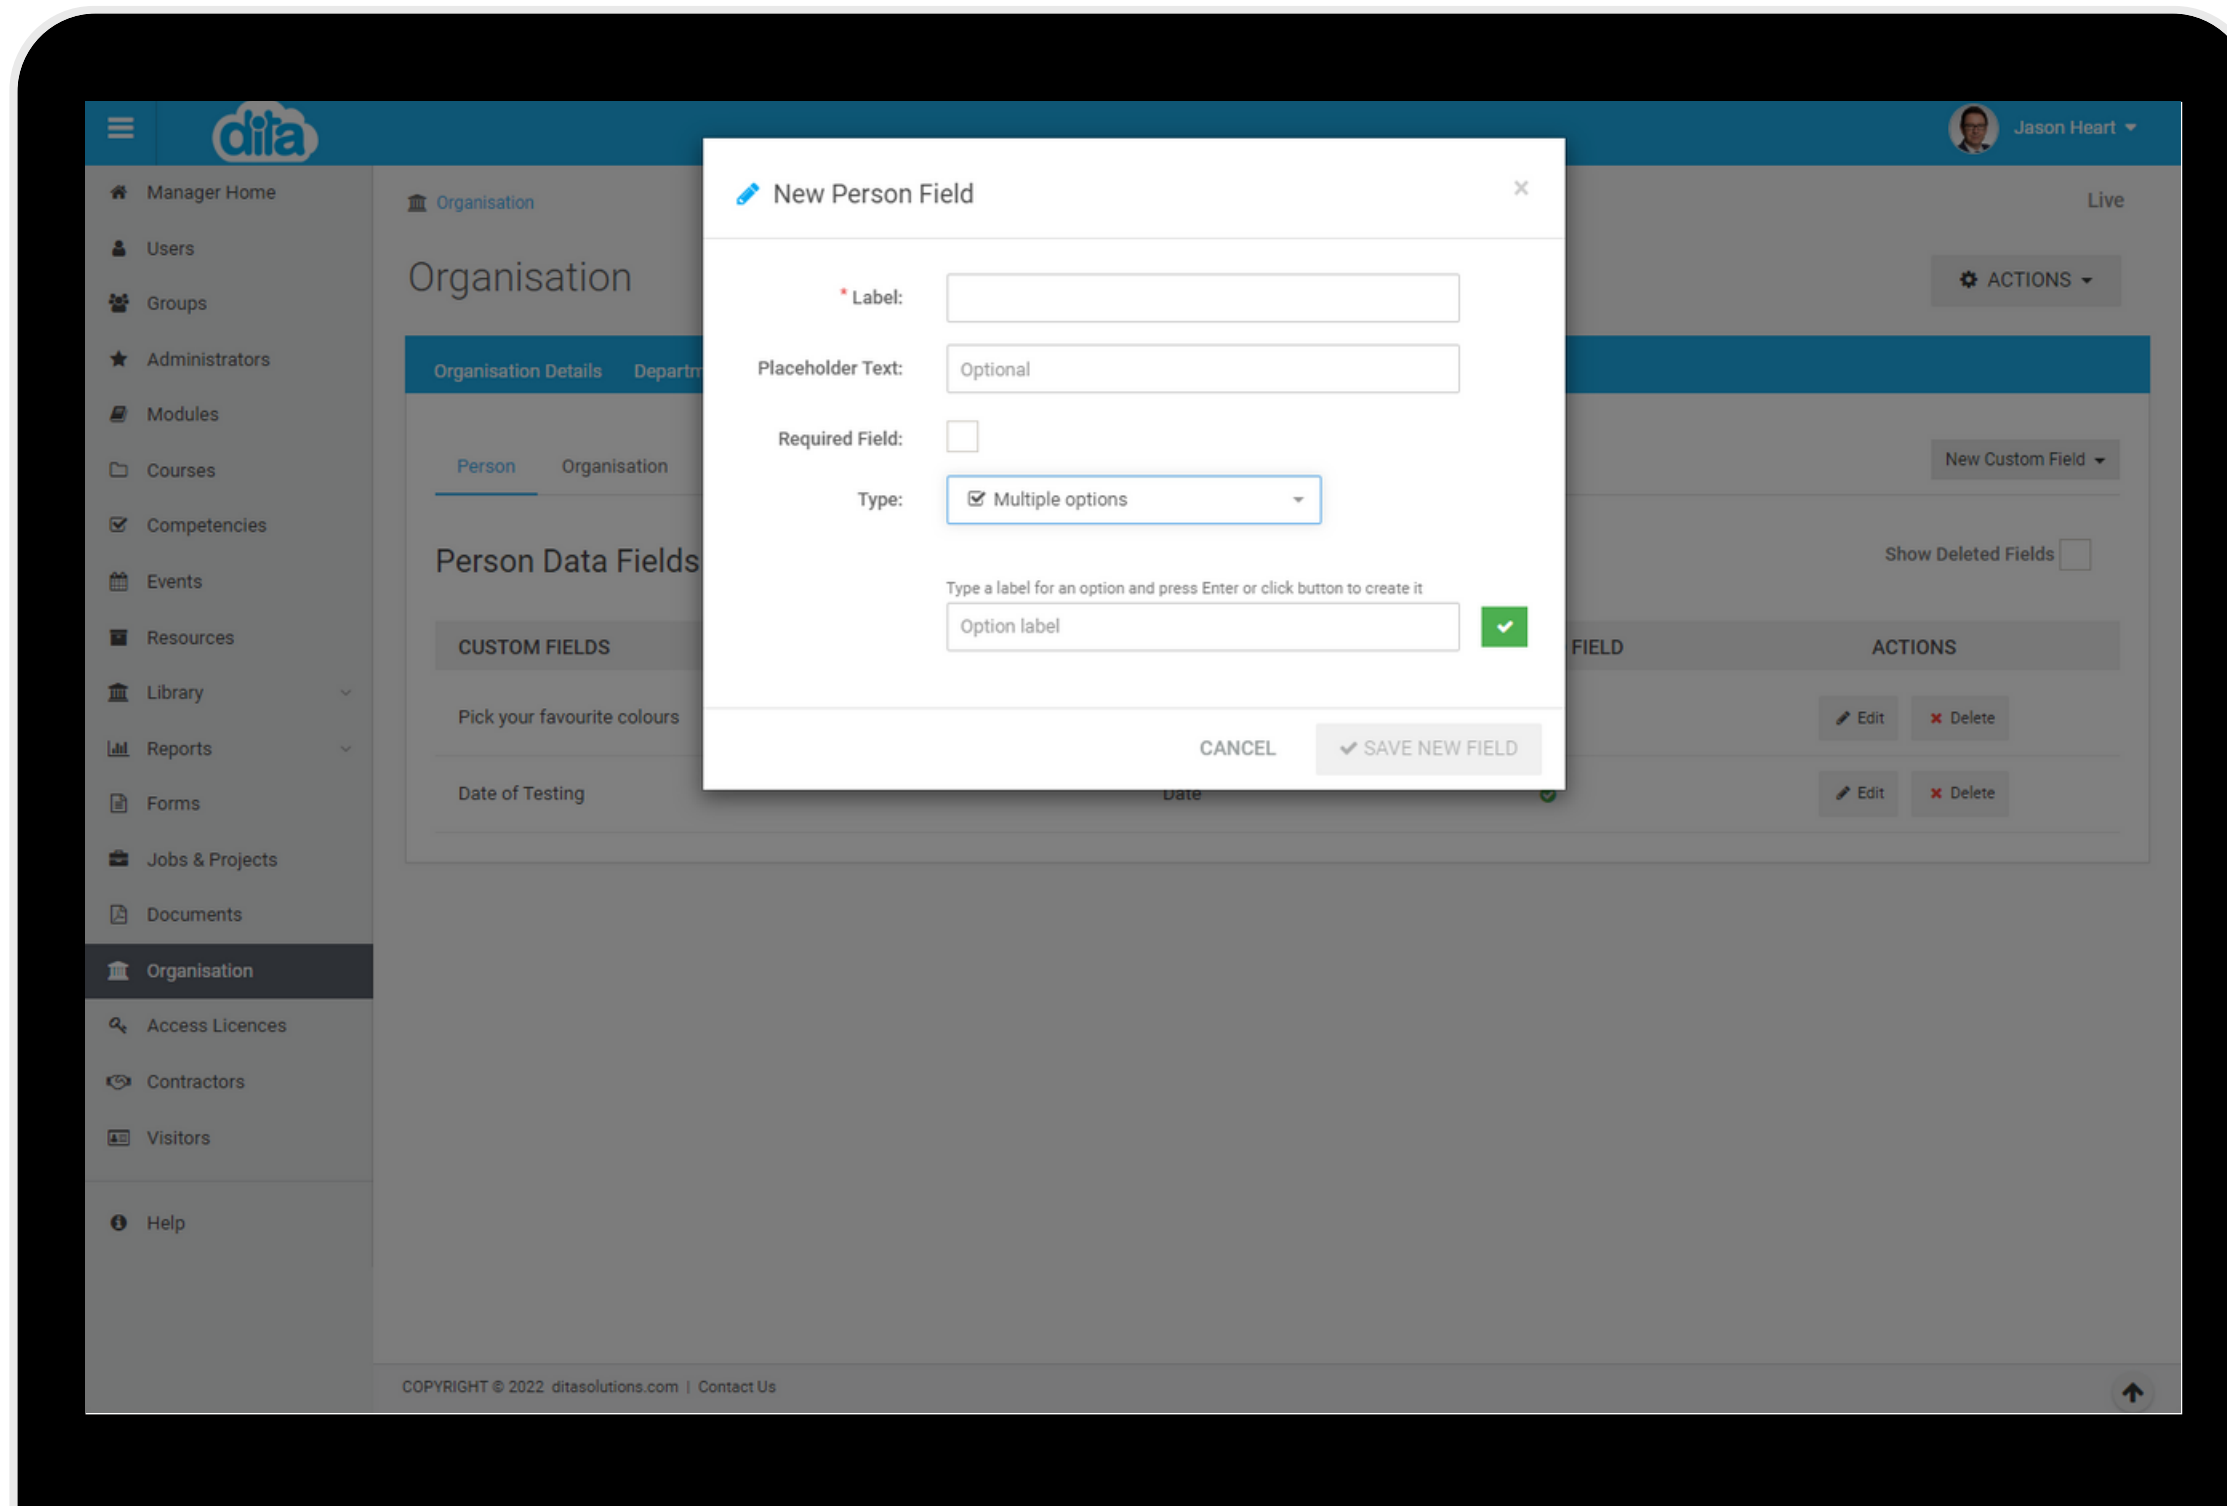 dita
Jason Heart
Manager Home
Users
Groups
Administrators
Modules
Courses
Competencies
Events
Resources
Library
Reports
Forms
Jobs & Projects
Documents
Organisation
Access Licences
Contractors
Visitors
Help
Organisation
Live
Organisation
ACTIONS
Organisation Details
Person
Organisation
New Custom Field
Person Data Fields
Show Deleted Fields
CUSTOM FIELDS
FIELD
ACTIONS
Pick your favourite colours
Edit
Delete
Date of Testing
Date
Edit
Delete
New Person Field
×
* Label:
Placeholder Text:
Optional
Required Field:
Type:
Multiple options
Type a label for an option and press Enter or click button to create it
Option label
CANCEL
SAVE NEW FIELD
COPYRIGHT © 2022 ditasolutions.com | Contact Us